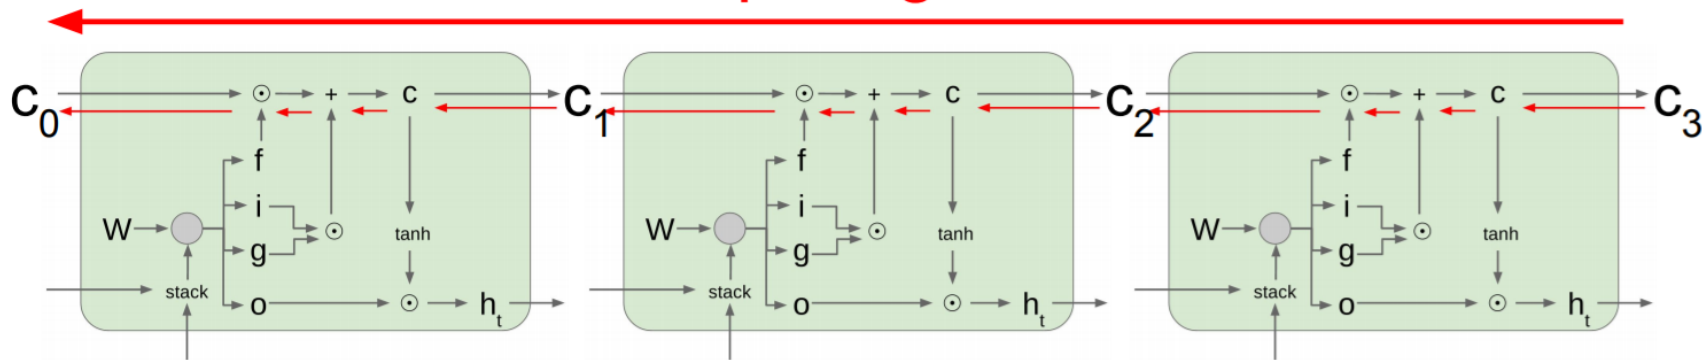 C0 ⊙ + c C1 ⊙ + c C2 ⊙ + c C3
f f f
i i i
W ⊙ tanh W ⊙ tanh W ⊙ tanh
g g g
stack stack stack
o ⊙ ht o ⊙ ht o ⊙ ht